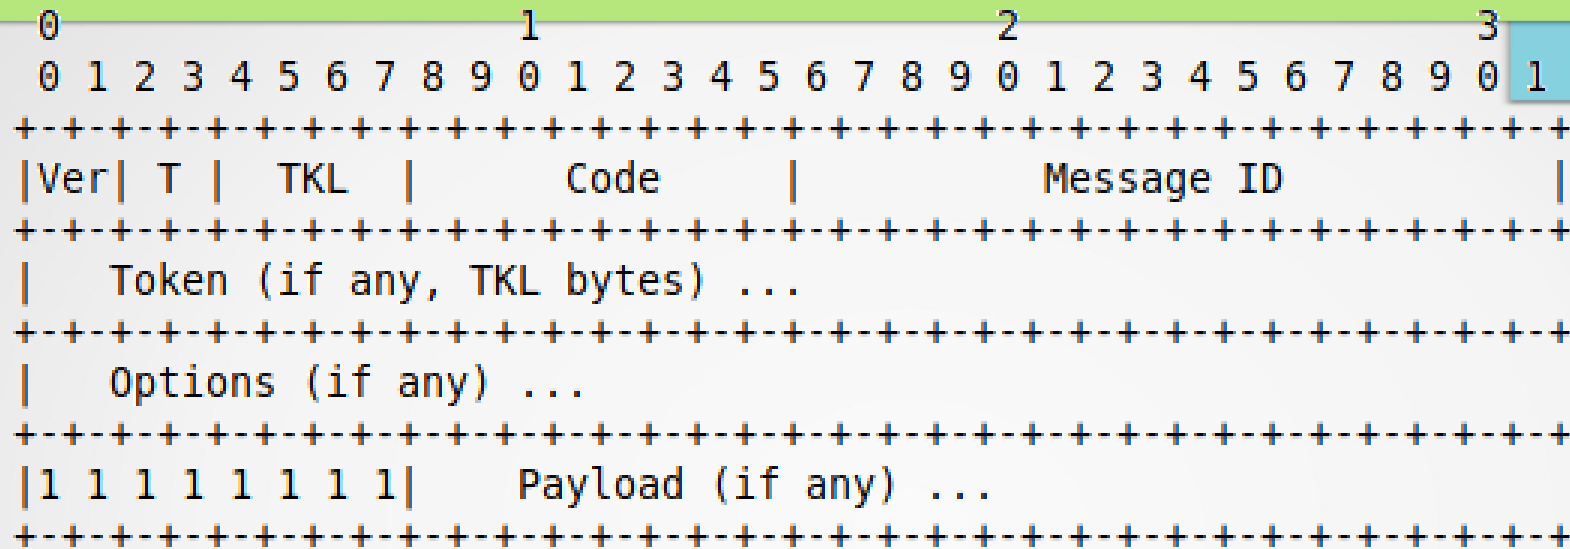 0                   1                   2                   3
0 1 2 3 4 5 6 7 8 9 0 1 2 3 4 5 6 7 8 9 0 1 2 3 4 5 6 7 8 9 0 1
+-+-+-+-+-+-+-+-+-+-+-+-+-+-+-+-+-+-+-+-+-+-+-+-+-+-+-+-+-+-+-+-+
|Ver| T |  TKL  |      Code     |          Message ID           |
+-+-+-+-+-+-+-+-+-+-+-+-+-+-+-+-+-+-+-+-+-+-+-+-+-+-+-+-+-+-+-+-+
|   Token (if any, TKL bytes) ...
+-+-+-+-+-+-+-+-+-+-+-+-+-+-+-+-+-+-+-+-+-+-+-+-+-+-+-+-+-+-+-+-+
|   Options (if any) ...
+-+-+-+-+-+-+-+-+-+-+-+-+-+-+-+-+-+-+-+-+-+-+-+-+-+-+-+-+-+-+-+-+
|1 1 1 1 1 1 1 1|    Payload (if any) ...
+-+-+-+-+-+-+-+-+-+-+-+-+-+-+-+-+-+-+-+-+-+-+-+-+-+-+-+-+-+-+-+-+